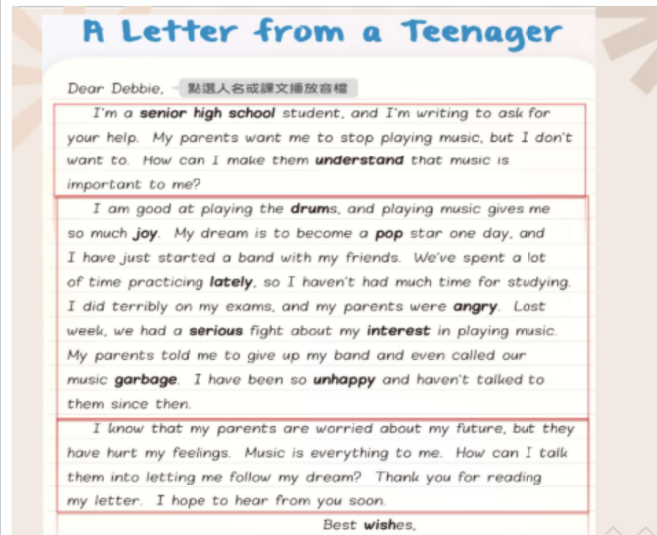 A Letter from a Teenager
Dear Debbie, 點選人名或課文播放音檔
I'm a senior high school student, and I'm writing to ask for
your help. My parents want me to stop playing music, but I don't
want to. How can I make them understand that music is
important to me?
I am good at playing the drums, and playing music gives me
so much joy. My dream is to become a pop star one day, and
I have just started a band with my friends. We've spent a lot
of time practicing lately, so I haven't had much time for studying.
I did terribly on my exams, and my parents were angry. Last
week, we had a serious fight about my interest in playing music.
My parents told me to give up my band and even called our
music garbage. I have been so unhappy and haven't talked to
them since then.
I know that my parents are worried about my future, but they
have hurt my feelings. Music is everything to me. How can I talk
them into letting me follow my dream? Thank you for reading
my letter. I hope to hear from you soon.
Best wishes,